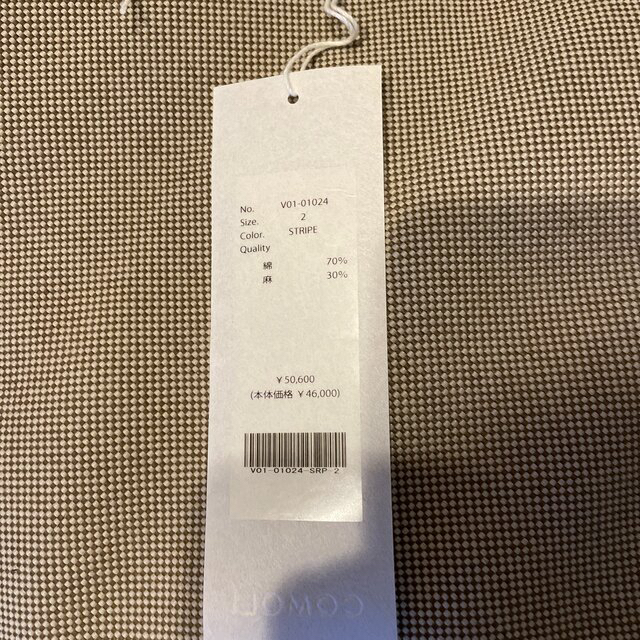 No. V01-01024
Size. 2
Color. STRIPE
Quality
綿 70%
麻 30%
¥50,600
(本体価格 ¥46,000)
V01-01024-SRP-2
COMOLI